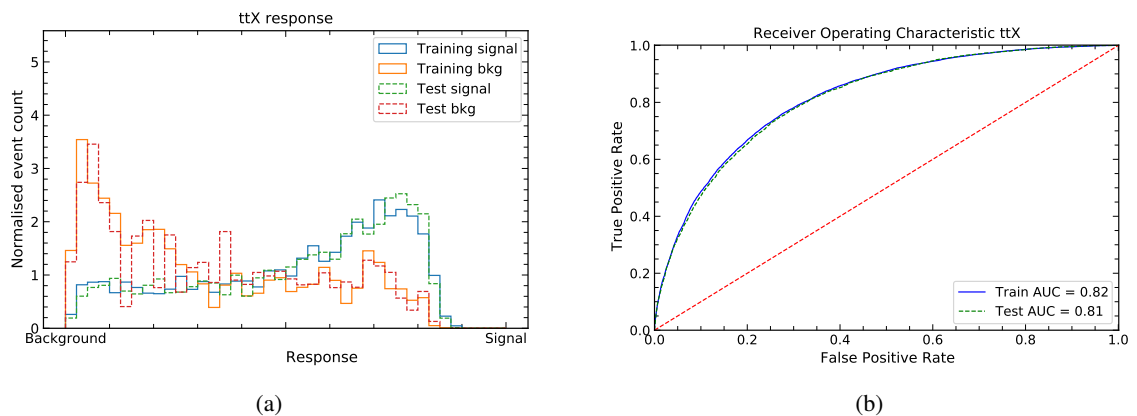 ttX response
5
4
3
2
1
0
Normalised event count
Training signal
Training bkg
Test signal
Test bkg
Background
Signal
Response
(a)
Receiver Operating Characteristic ttX
1.0
0.8
0.6
0.4
0.2
0.0
True Positive Rate
Train AUC = 0.82
Test AUC = 0.81
0.0 0.2 0.4 0.6 0.8 1.0
False Positive Rate
(b)